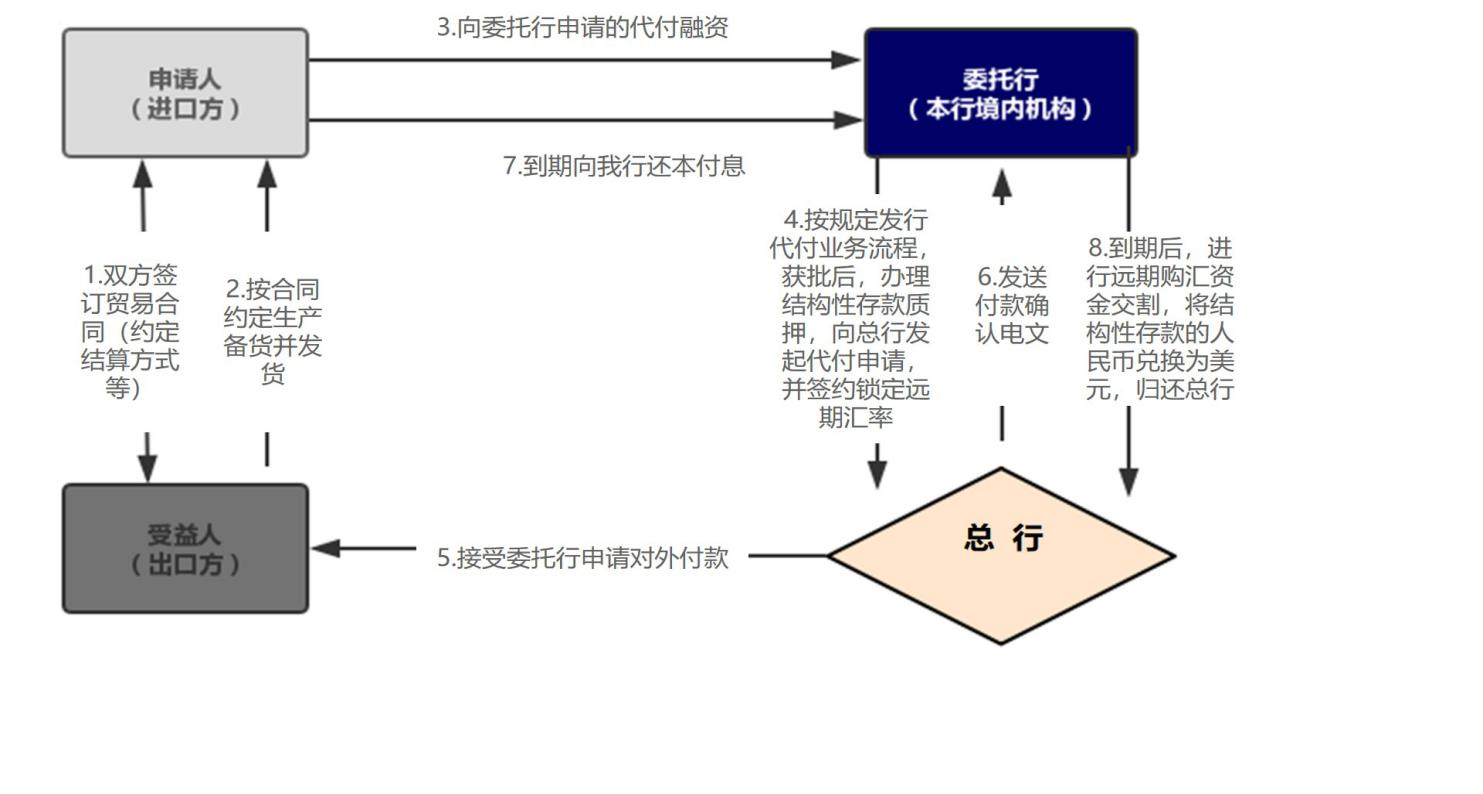 3.向委托行申请的代付融资
申请人
（进口方）
委托行
（本行境内机构）
7.到期向我行还本付息
1.双方签
订贸易合
同（约定
结算方式
等）
2.按合同
约定生产
备货并发
货
4.按规定发行
代付业务流程，
获批后，办理
结构性存款质
押，向总行发
起代付申请，
并签约锁定远
期汇率
6.发送
付款确
认电文
8.到期后，进
行远期购汇资
金交割，将结
构性存款的人
民币兑换为美
元，归还总行
受益人
（出口方）
5.接受委托行申请对外付款
总 行